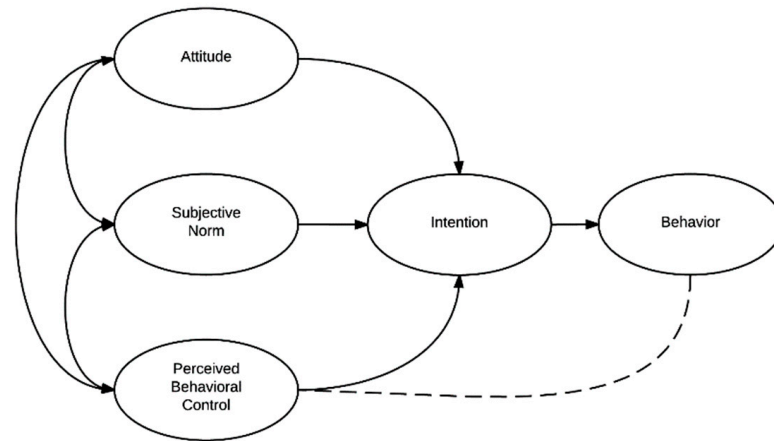 Attitude
Subjective
Norm
Intention
Behavior
Perceived
Behavioral
Control